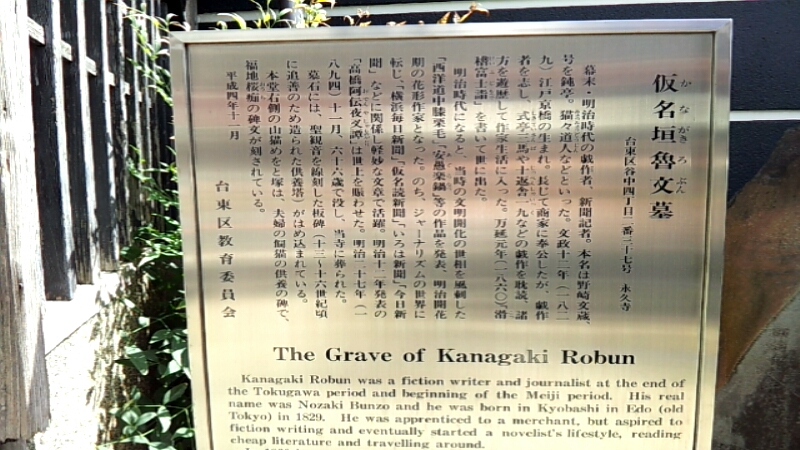 仮名垣魯文墓
かながきろぶん
台東区谷中四丁目二番三十七号 永久寺
幕末・明治時代の戯作者、新聞記者。本名は野崎文蔵、
号を鈍亭。猫々道人などといった。文政十二年(一八二
九)江戸京橋の生まれ。長じて商家に奉公したが、戯作
者を志し、式亭三馬や十返舎一九などの戯作を耽読、諸
方を遊歴して作家生活に入った。万延元年(一八六〇)『滑
稽富士詣』を書いて世に出た。
明治時代になると、当時の文明開化の世相を風刺した
『西洋道中膝栗毛』、『安愚楽鍋』等の作品を発表、明治開花
期の花形作家となった。のち、ジャーナリズムの世界に
転じ、『横浜毎日新聞』、『仮名読新聞』、『いろは新聞』、『今日新
聞』などに関係し軽妙な文章で活躍。明治十二年発表の
『高橋阿伝夜叉譚』は世上を賑わせた。明治二十七年(一
八九四)十一月、六十六歳で没し、当寺に葬られた。
墓石には、聖観音を線刻した板碑(十三~十六世紀頃
に追善のため造られた供養塔)がはめ込まれている。
本堂右側の山猫めをと塚は、夫婦の飼猫の供養の碑で、
福地桜痴の碑文が刻されている。
平成四年十一月
台東区教育委員会
The Grave of Kanagaki Robun
Kanagaki Robun was a fiction writer and journalist at the end of
the Tokugawa period and beginning of the Meiji period. His real
name was Nozaki Bunzo and he was born in Kyobashi in Edo (old
Tokyo) in 1829. He was apprenticed to a merchant, but aspired to
fiction writing and eventually started a novelist's lifestyle, reading
cheap literature and travelling around.